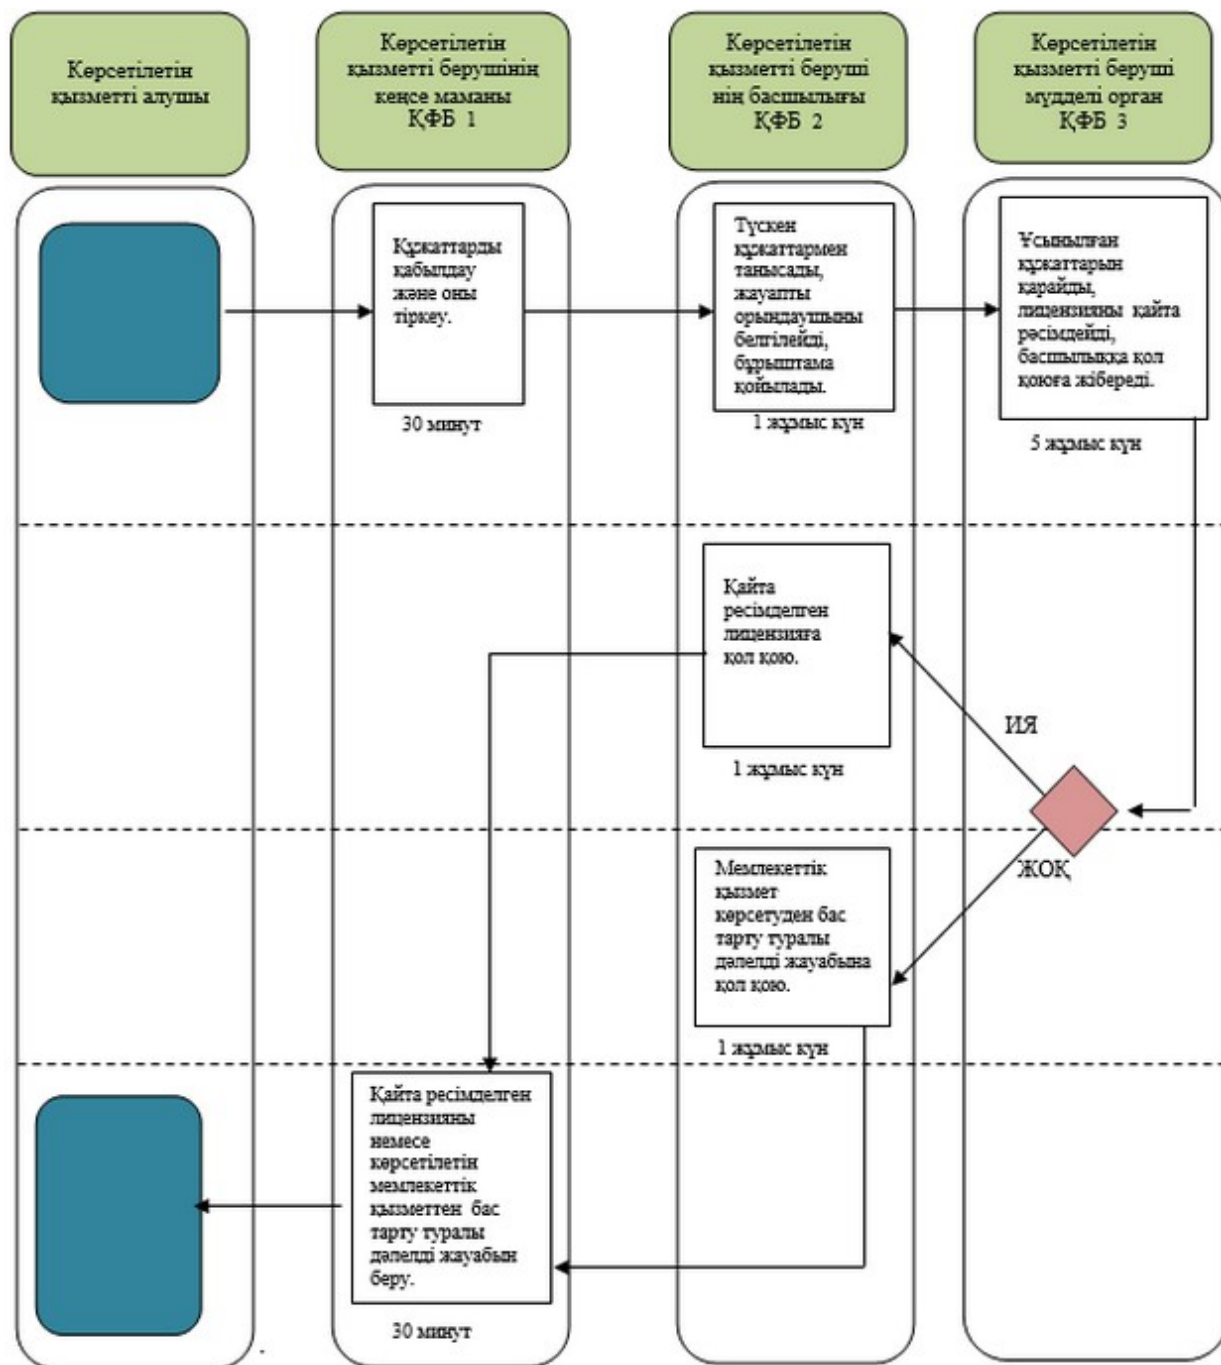 Көрсетілетін
қызметті алушы
Көрсетілетін
қызметті берушінің
кеңсе маманы
ҚФБ 1
Көрсетілетін
қызметті беруші
нің басшылығы
ҚФБ 2
Көрсетілетін
қызметті беруші
мүдделі орган
ҚФБ 3
Құжаттарды
қабылдау
және оны
тіркеу.
30 минут
Түскен
құжаттармен
танысады,
жауапты
орындаушыны
белгілейді,
бұрыштама
қойылады.
1 жұмыс күн
Ұсынылған
құжаттарын
қарайды,
лицензияны қайта
рәсімдейді,
басшылыққа қол
қоюға жібереді.
5 жұмыс күн
Қайта
ресімделген
лицензияға
қол қою.
1 жұмыс күн
ИЯ
ЖОҚ
Мемлекеттік
қызмет
көрсетуден бас
тарту туралы
дәлелді жауабына
қол қою.
1 жұмыс күн
Қайта ресімделген
лицензияны
немесе
көрсетілетін
мемлекеттік
қызметтен бас
тарту туралы
дәлелді жауабын
беру.
30 минут